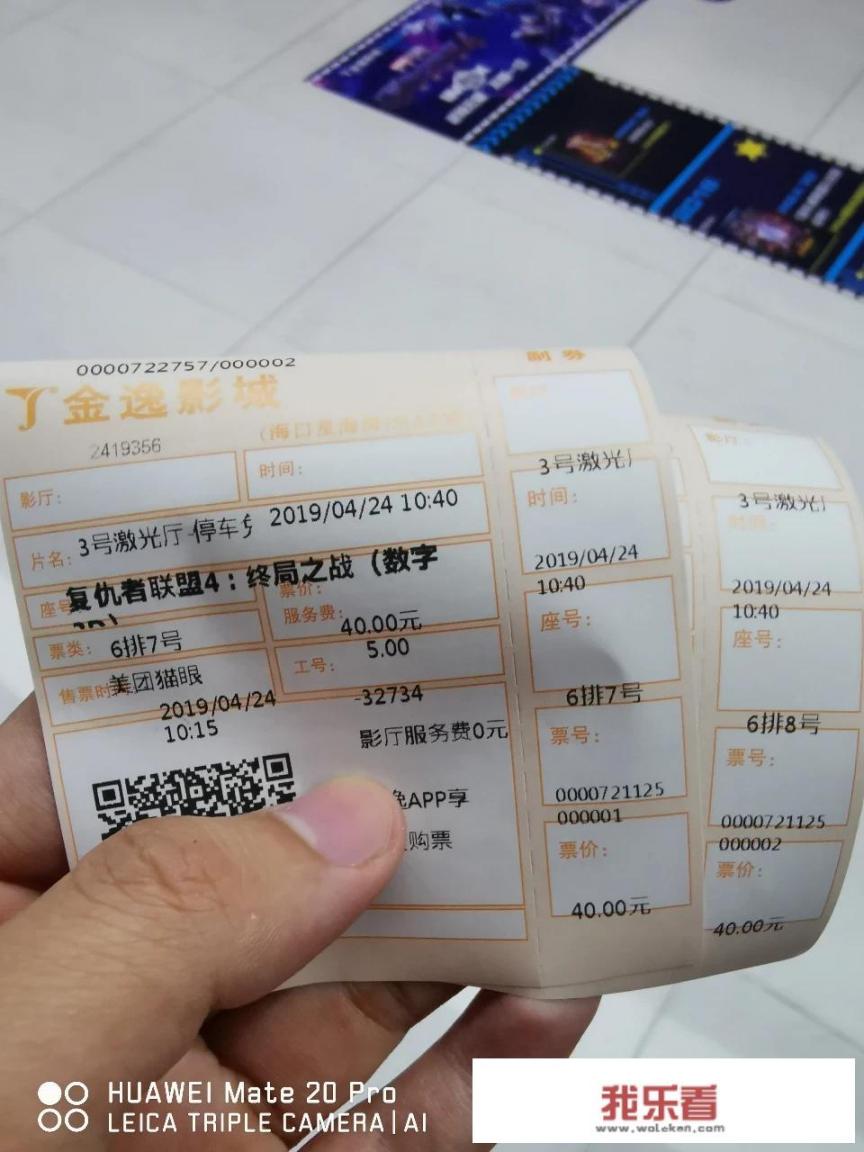 0000722757/000002
金逸影城
2419356
影厅:
时间:
3号激光厅 停车
2019/04/24 10:40
片名:
复仇者联盟4：终局之战（数字
座号
票价:
服务费:
40.00元
5.00
票类:
6排7号
工号:
售票时
美团猫眼
2019/04/24
10:15
-32734
影厅服务费0元
APP享
购票
副券
3号激光
时间:
2019/04/24
10:40
座号:
6排7号
票号:
0000721125
000001
票价:
40.00元
影厅:
3号激光
时间:
2019/04/24
10:40
座号:
6排8号
票号:
0000721125
000002
票价:
40.00元
HUAWEI Mate 20 Pro
LEICA TRIPLE CAMERA | AI
我乐看
www.woleken.com